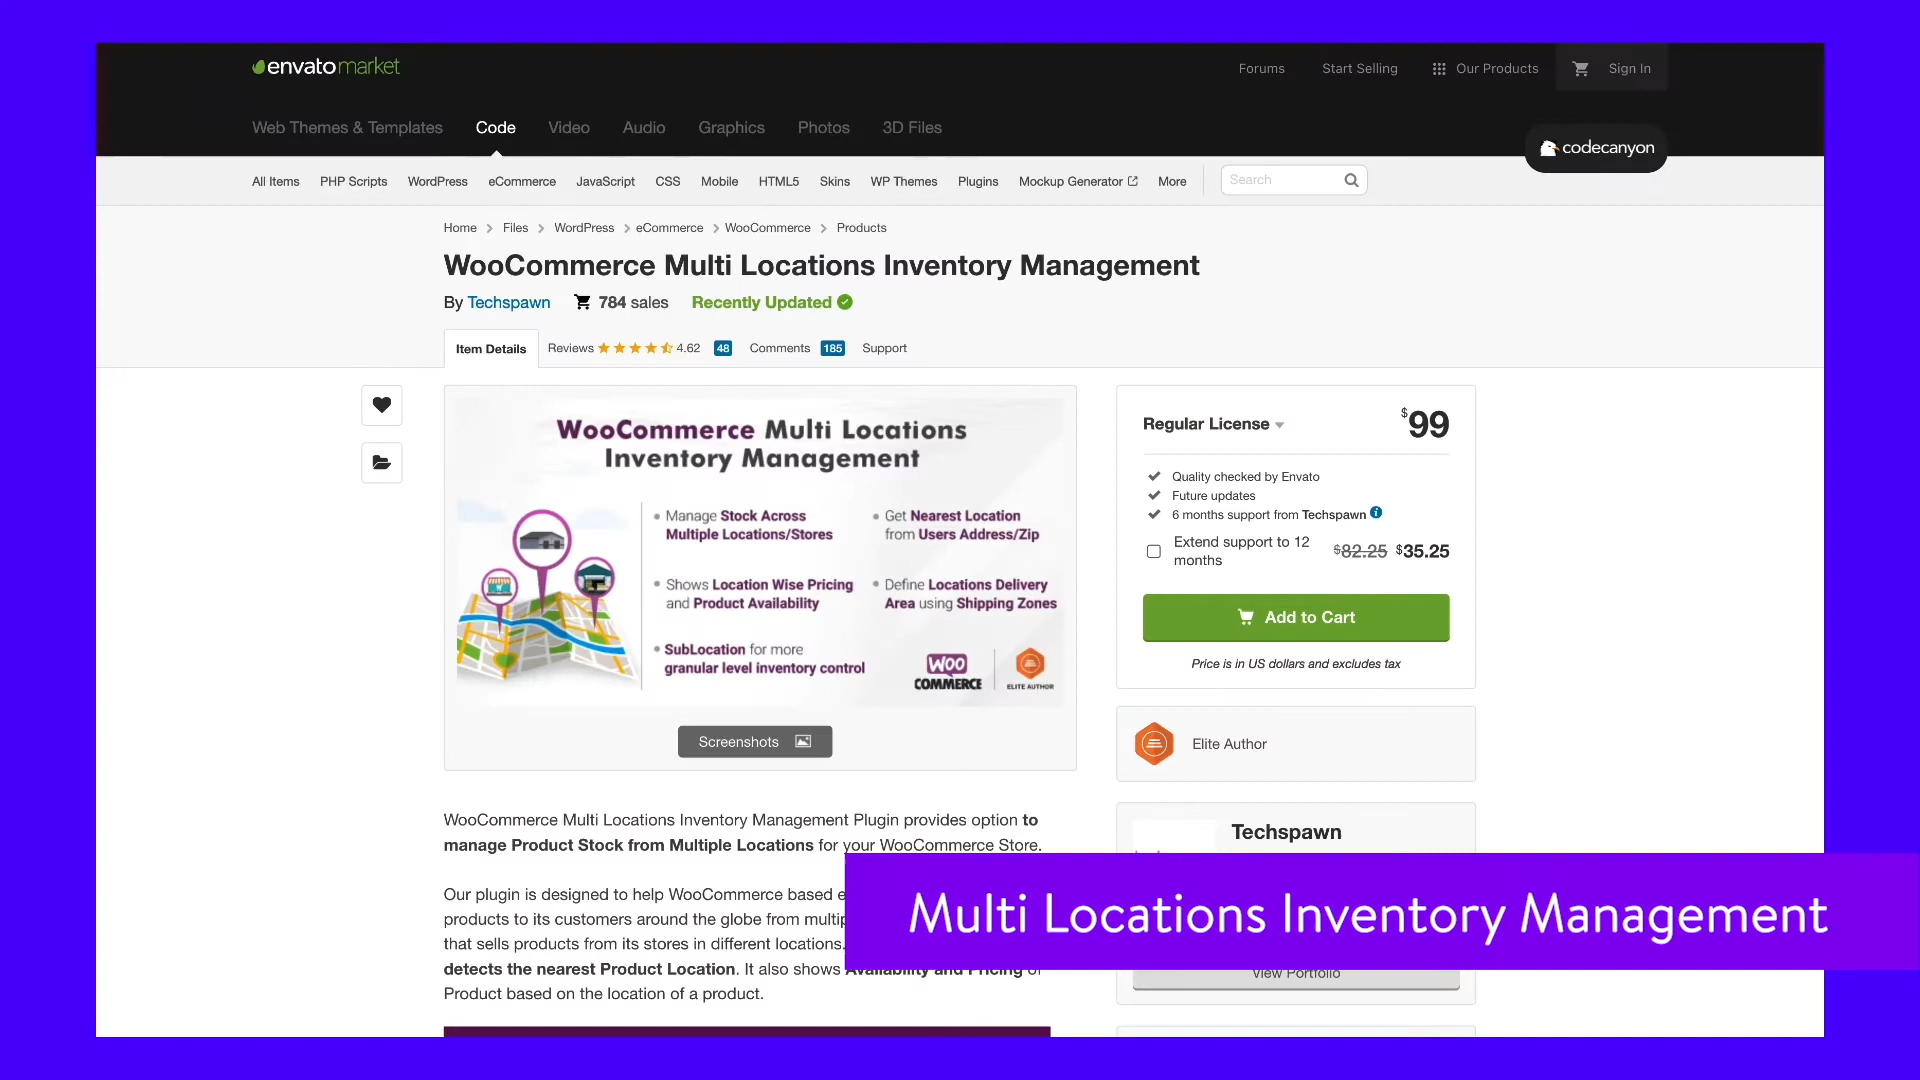 envatomarket
Forums Start Selling Our Products Sign In
Web Themes & Templates Code Video Audio Graphics Photos 3D Files
codecanyon
All Items PHP Scripts WordPress eCommerce JavaScript CSS Mobile HTML5 Skins WP Themes Plugins Mockup Generator More Search
Home Files WordPress eCommerce WooCommerce Products
WooCommerce Multi Locations Inventory Management
By Techspawn 784 sales Recently Updated
Item Details Reviews 4.62 48 Comments 185 Support
WooCommerce Multi Locations
Inventory Management
• Manage Stock Across
Multiple Locations/Stores
• Get Nearest Location
from Users Address/Zip
• Shows Location Wise Pricing
and Product Availability
• Define Locations Delivery
Area using Shipping Zones
• SubLocation for more
granular level inventory control
WOO
COMMERCE
ELITE AUTHOR
Screenshots
Regular License $99
Quality checked by Envato
Future updates
6 months support from Techspawn
Extend support to 12
months
$82.25 $35.25
Add to Cart
Price is in US dollars and excludes tax
Elite Author
Techspawn
View Portfolio
WooCommerce Multi Locations Inventory Management Plugin provides option to
manage Product Stock from Multiple Locations for your WooCommerce Store.
Our plugin is designed to help WooCommerce based
products to its customers around the globe from
that sells products from its stores in different locations.
detects the nearest Product Location. It also shows Availability and Pricing of
Product based on the location of a product.
Multi Locations Inventory Management